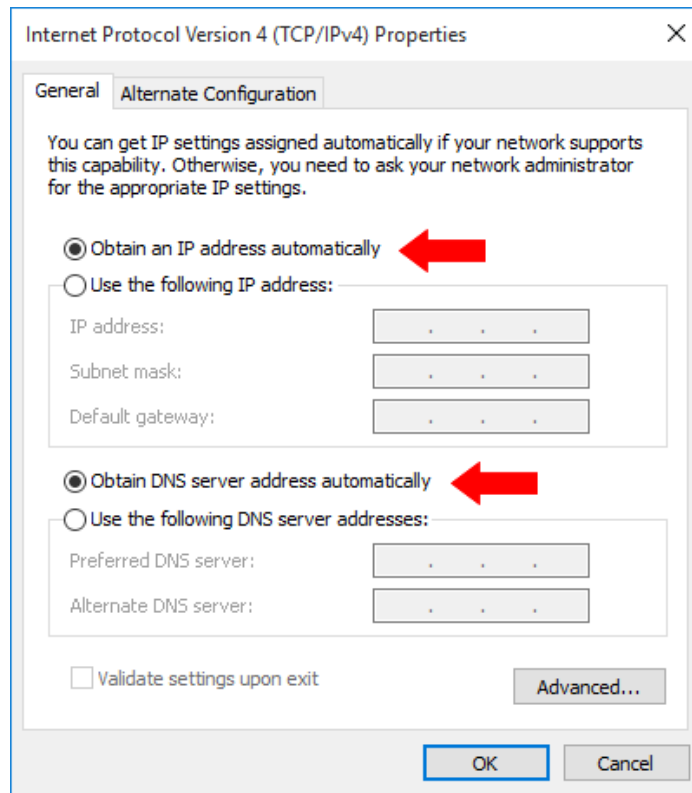 Internet Protocol Version 4 (TCP/IPv4) Properties
General
Alternate Configuration
You can get IP settings assigned automatically if your network supports
this capability. Otherwise, you need to ask your network administrator
for the appropriate IP settings.
Obtain an IP address automatically
Use the following IP address:
IP address:
Subnet mask:
Default gateway:
Obtain DNS server address automatically
Use the following DNS server addresses:
Preferred DNS server:
Alternate DNS server:
Validate settings upon exit
Advanced...
OK
Cancel